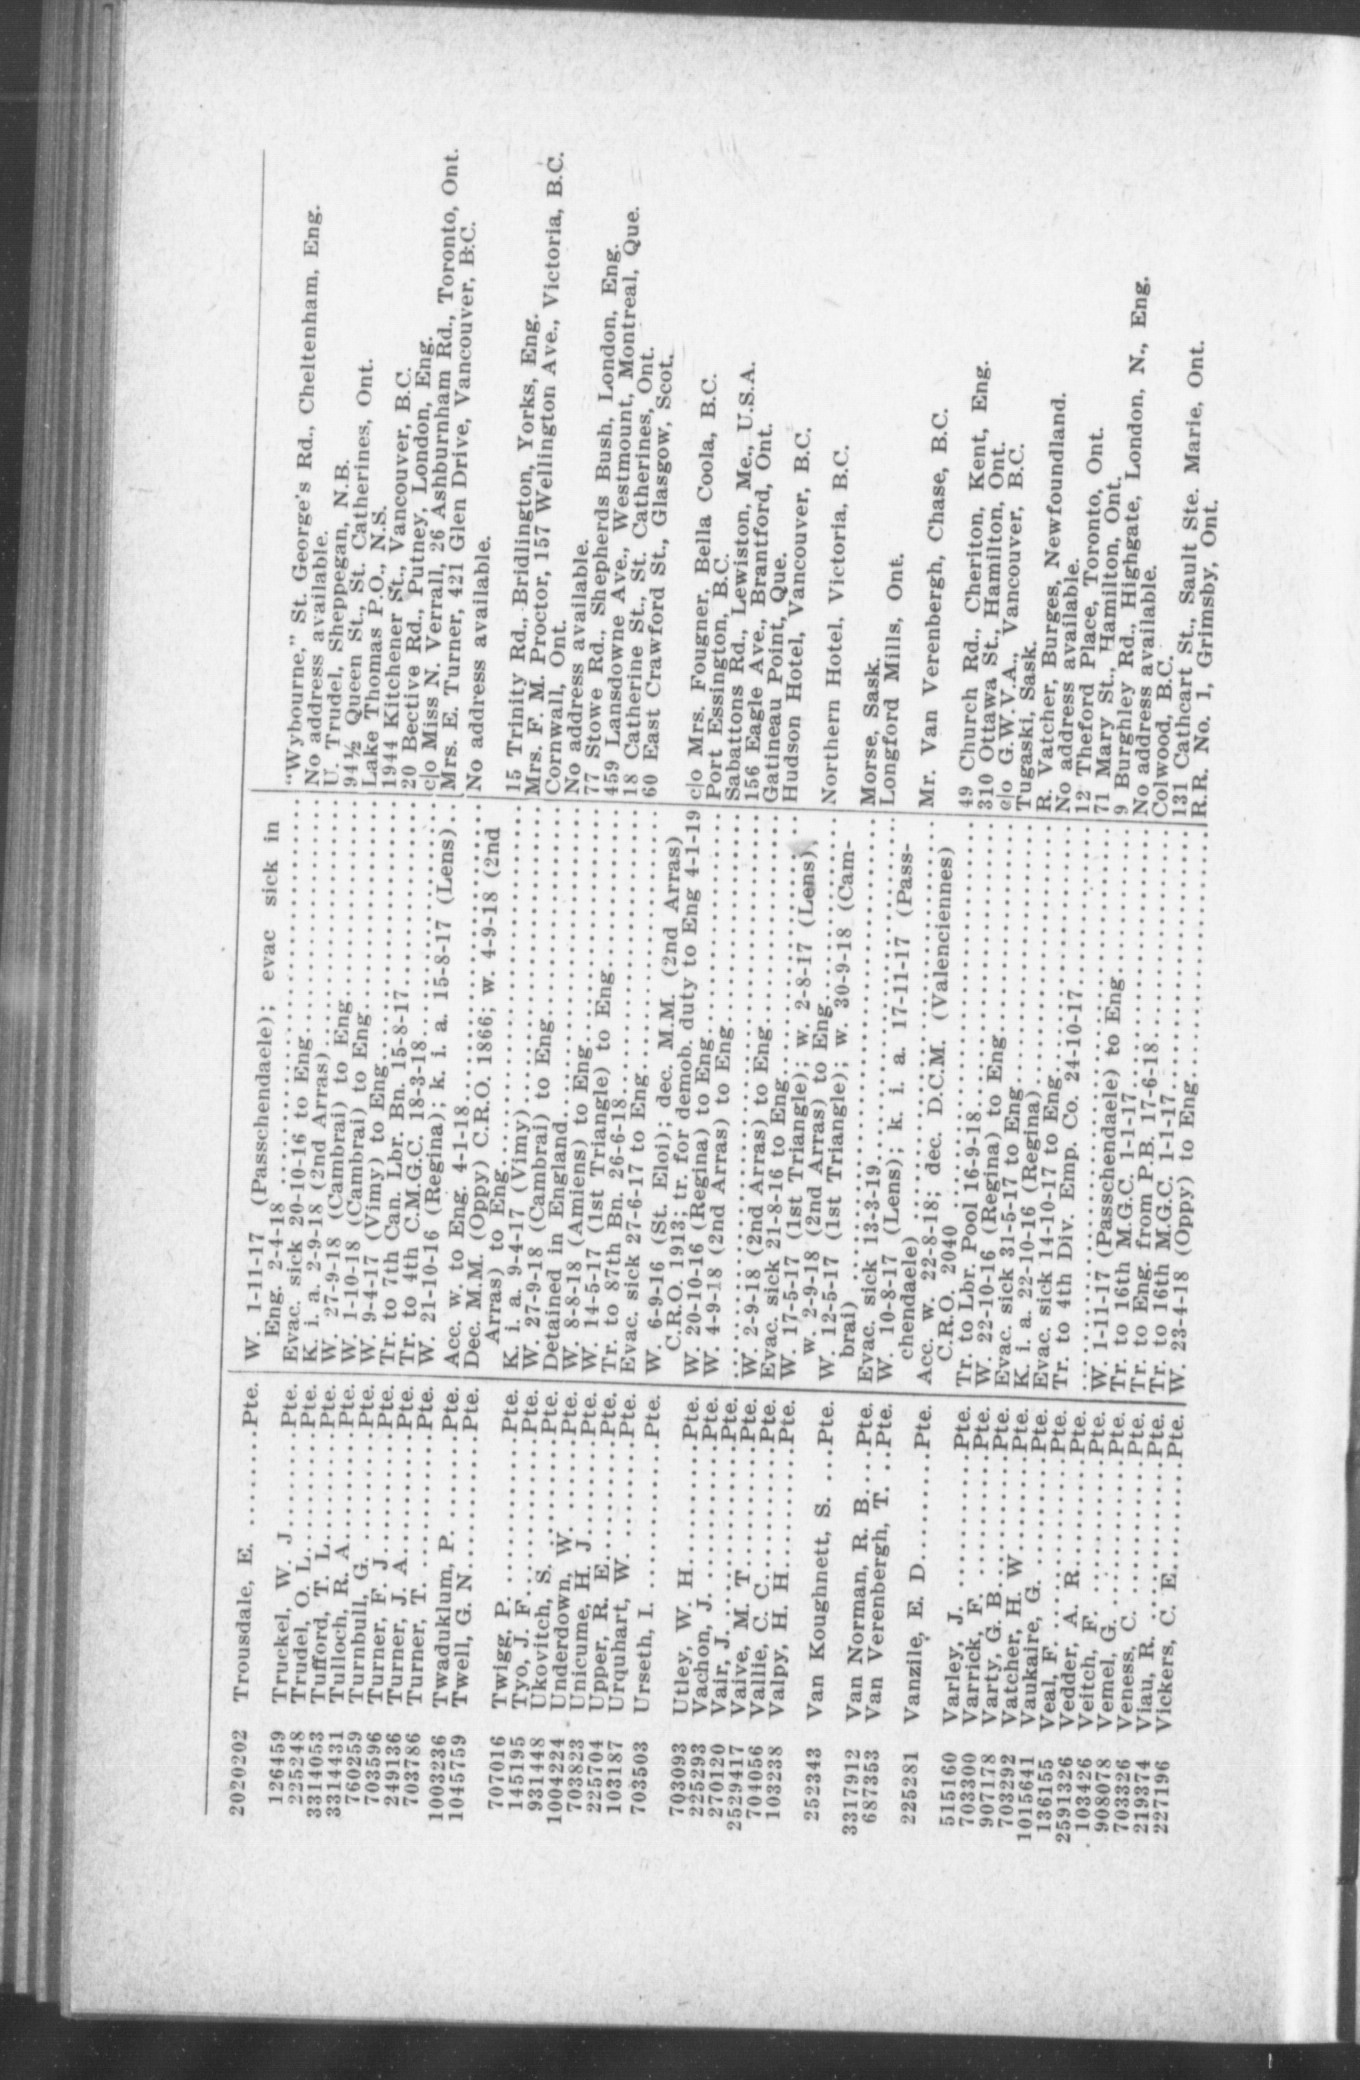 2020202 Trousdale, E. ........Pte. W. 1-11-17 (Passchendaele); evac sick in
Eng. 2-4-18 ........ "Wybourne," St. George's Rd., Cheltenham, Eng.
126459 Truckel, W. J........Pte. Evac. sick 20-10-16 to Eng........ No address available.
225248 Trudel, O. L........Pte. K. i. a. 2-9-18 (2nd Arras)........ U. Trudel, Sheppegan, N.B.
3314053 Tufford, T. L........Pte. W. 27-9-18 (Cambrai) to Eng........ 94½ Queen St., St. Catherines, Ont.
3314431 Tulloch, R. A........Pte. W. 1-10-18 (Cambrai) to Eng........ Lake Thomas P.O., N.S.
760259 Turnbull, G. ........Pte. W. 9-4-17 (Vimy) to Eng........ 1944 Kitchener St., Vancouver, B.C.
703596 Turner, F. J........Pte. Tr. to 7th Can. Lbr. Bn. 15-8-17........ 20 Bective Rd., Putney, London, Eng.
249136 Turner, J. A........Pte. Tr. to 4th C.M.G.C. 18-3-18........ c|o Miss N. Verrall, 26 Ashburnham Rd., Toronto, Ont.
703786 Turner, T. ........Pte. W. 21-10-16 (Regina); k. i. a. 15-8-17 (Lens).. Mrs. E. Turner, 421 Glen Drive, Vancouver, B.C.
1003236 Twaduklum, P. ........Pte. Acc. w. to Eng. 4-1-18........ No address available.
1045759 Twell, G. N........Pte. Dec. M.M. (Oppy) C.R.O. 1866; w. 4-9-18 (2nd
Arras) to Eng........ 15 Trinity Rd., Bridlington, Yorks, Eng.
707016 Twigg, P. ........Pte. K. i. a. 9-4-17 (Vimy)........ Mrs. F. M. Proctor, 157 Wellington Ave., Victoria, B.C.
145195 Tyo, J. F........Pte. W. 27-9-18 (Cambrai) to Eng........ Cornwall, Ont.
931448 Ukovitch, S. ........Pte. Detained in England........ No address available.
1004224 Underdown, W. ........Pte. W. 8-8-18 (Amiens) to Eng........ 77 Stowe Rd., Shepherds Bush, London, Eng.
703823 Unicume, H. J........Pte. W. 14-5-17 (1st Triangle) to Eng........ 459 Lansdowne Ave., Westmount, Montreal, Que.
225704 Upper, R. E........Pte. Tr. to 87th Bn. 26-6-18........ 18 Catherine St., St. Catherines, Ont.
103187 Urquhart, W. ........Pte. Evac. sick 27-6-17 to Eng........ 60 East Crawford St., Glasgow, Scot.
703503 Urseth, I. ........Pte. W. 6-9-16 (St. Eloi); dec. M.M. (2nd Arras)
C.R.O. 1913; tr. for demob. duty to Eng 4-1-19 c|o Mrs. Fougner, Bella Coola, B.C.
703093 Utley, W. H........Pte. W. 20-10-16 (Regina) to Eng........ Port Essington, B.C.
225293 Vachon, J. ........Pte. W. 4-9-18 (2nd Arras) to Eng........ Sabattons Rd., Lewiston, Me., U.S.A.
270120 Vair, J. ........Pte. ........ 156 Eagle Ave., Brantford, Ont.
2529417 Vaive, M. T........Pte. W. 2-9-18 (2nd Arras) to Eng........ Gatineau Point, Que.
704056 Vallie, C. C........Pte. Evac. sick 21-8-16 to Eng........ Hudson Hotel, Vancouver, B.C.
103238 Valpy, H. H........Pte. W. 17-5-17 (1st Triangle); w. 2-8-17 (Lens),
w. 2-9-18 (2nd Arras) to Eng........ Northern Hotel, Victoria, B.C.
252343 Van Koughnett, S. ...Pte. W. 12-5-17 (1st Triangle); w. 30-9-18 (Cam-
brai) ........ Morse, Sask.
3317912 Van Norman, R. B....Pte. Evac. sick 13-3-19........ Longford Mills, Ont.
687353 Van Verenbergh, T. ..Pte. W. 10-8-17 (Lens); k. i. a. 17-11-17 (Pass-
chendaele) ........ Mr. Van Verenbergh, Chase, B.C.
225281 Vanzile, E. D........Pte. Acc. w. 22-8-18; dec. D.C.M. (Valenciennes)
C.R.O. 2040 ........ 49 Church Rd., Cheriton, Kent, Eng.
515160 Varley, J. ........Pte. Tr. to Lbr. Pool 16-9-18........ 310 Ottawa St., Hamilton, Ont.
703300 Varrick, F. ........Pte. W. 22-10-16 (Regina) to Eng........ c|o G.W.V.A., Vancouver, B.C.
907178 Varty, G. B........Pte. Evac. sick 31-5-17 to Eng........ Tugaski, Sask.
703292 Vatcher, H. W........Pte. K. i. a. 22-10-16 (Regina)........ R. Vatcher, Burges, Newfoundland.
1015641 Vaukaire, G. ........Pte. Evac. sick 14-10-17 to Eng........ No address available.
136155 Veal, F. ........Pte. Tr. to 4th Div. Emp. Co. 24-10-17........ 12 Theford Place, Toronto, Ont.
2591326 Vedder, A. R........Pte. ........ 71 Mary St., Hamilton, Ont.
103426 Veitch, F. ........Pte. W. 1-11-17 (Passchendaele) to Eng........ 9 Burghley Rd., Highgate, London, N., Eng.
908078 Vemel, G. ........Pte. Tr. to 16th M.G.C. 1-1-17........ No address available.
703326 Veness, C. ........Pte. Tr. to Eng. from P.B. 17-6-18........ Colwood, B.C.
219374 Viau, R. ........Pte. Tr. to 16th M.G.C. 1-1-17........ 131 Cathcart St., Sault Ste. Marie, Ont.
227196 Vickers, C. E........Pte. W. 23-4-18 (Oppy) to Eng........ R.R. No. 1, Grimsby, Ont.